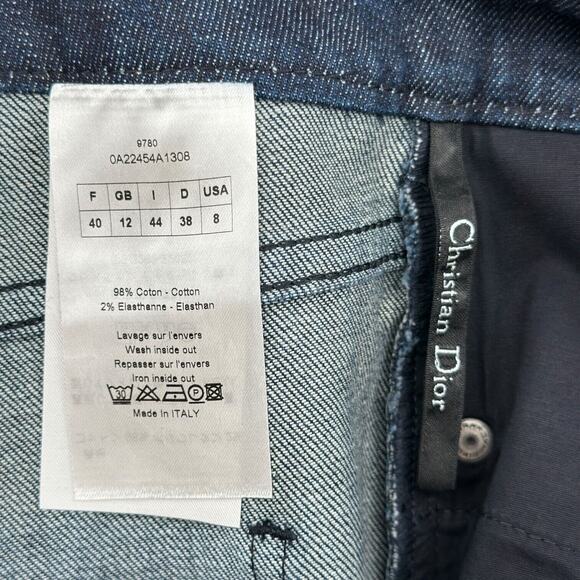 9780
0A22454A1308
F GB I D USA
40 12 44 38 8
98% Coton - Cotton
2% Elasthanne - Elasthan
Lavage sur l'envers
Wash inside out
Repasser sur l'envers
Iron inside out
30 P
Made in ITALY
Christian Dior